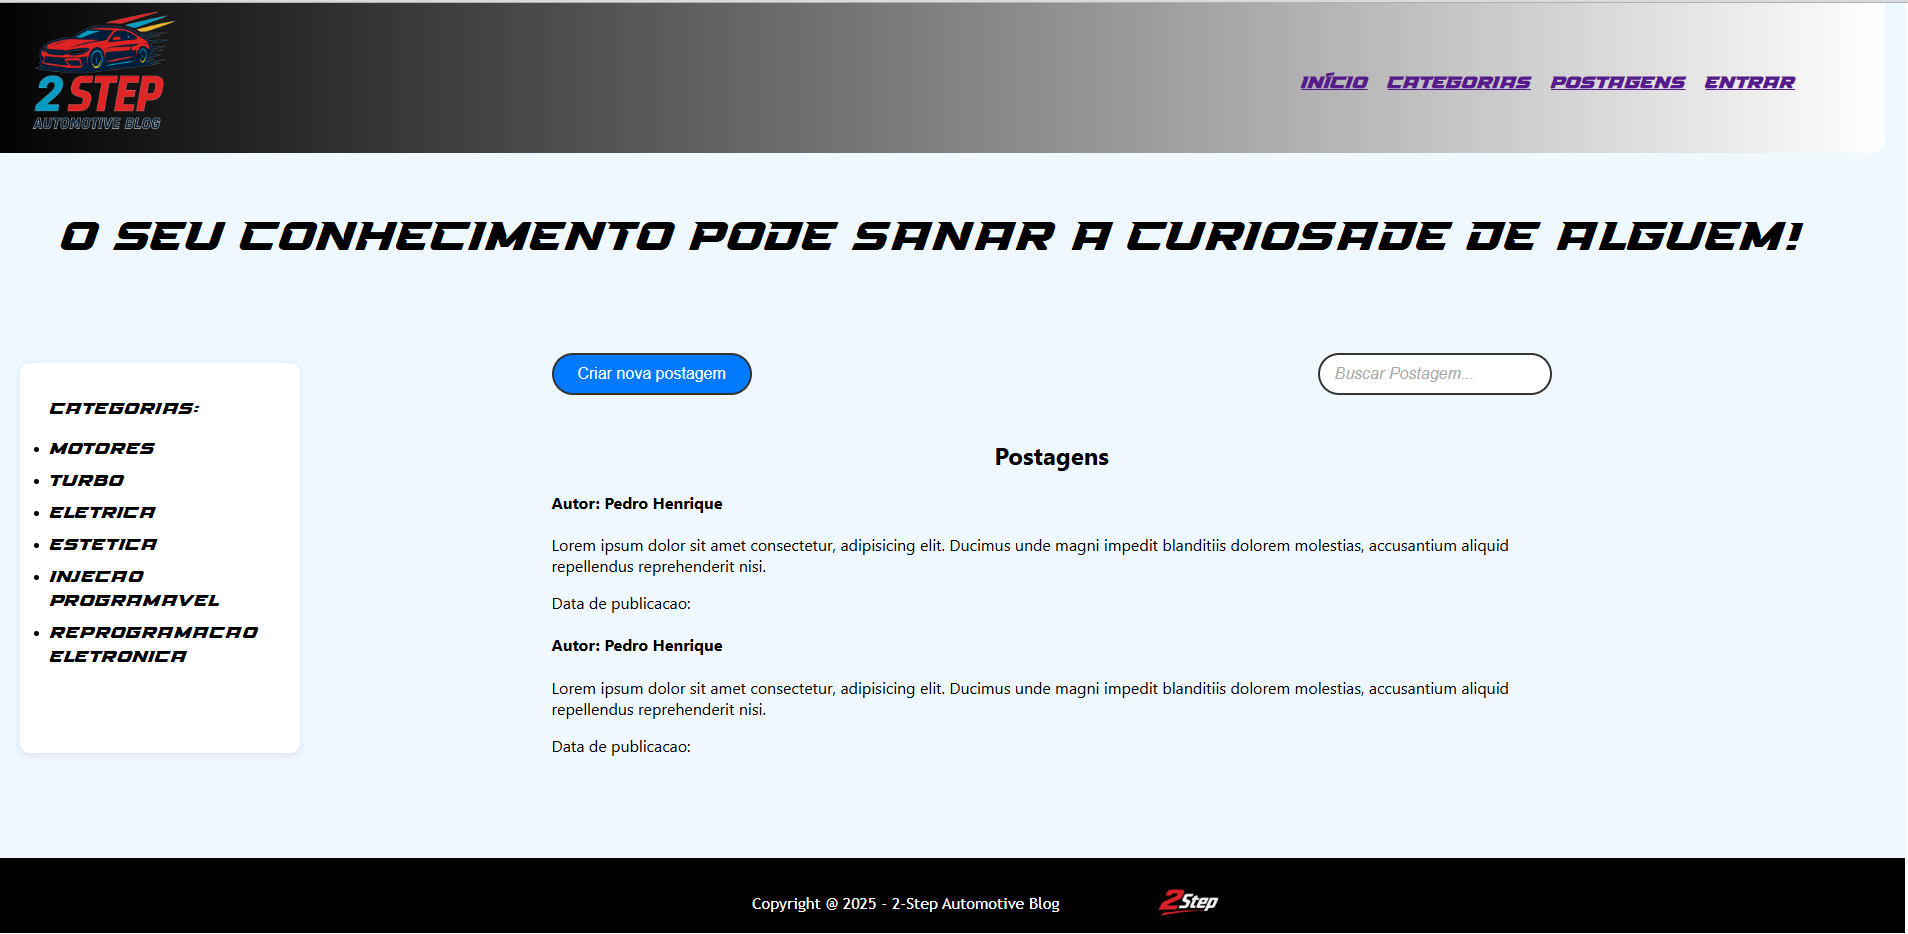 2 STEP
AUTOMOTIVE BLOG
INÍCIO CATEGORIAS POSTAGENS ENTRAR
O SEU CONHECIMENTO PODE SANAR A CURIOSADE DE ALGUEM!
Criar nova postagem
Buscar Postagem...
CATEGORIAS:
• MOTORES
• TURBO
• ELETRICA
• ESTETICA
• INJECAO
PROGRAMAVEL
• REPROGRAMACAO
ELETRONICA
Postagens
Autor: Pedro Henrique
Lorem ipsum dolor sit amet consectetur, adipisicing elit. Ducimus unde magni impedit blanditiis dolorem molestias, accusantium aliquid
repellendus reprehenderit nisi.
Data de publicacao:
Autor: Pedro Henrique
Lorem ipsum dolor sit amet consectetur, adipisicing elit. Ducimus unde magni impedit blanditiis dolorem molestias, accusantium aliquid
repellendus reprehenderit nisi.
Data de publicacao:
Copyright @ 2025 - 2-Step Automotive Blog
2Step